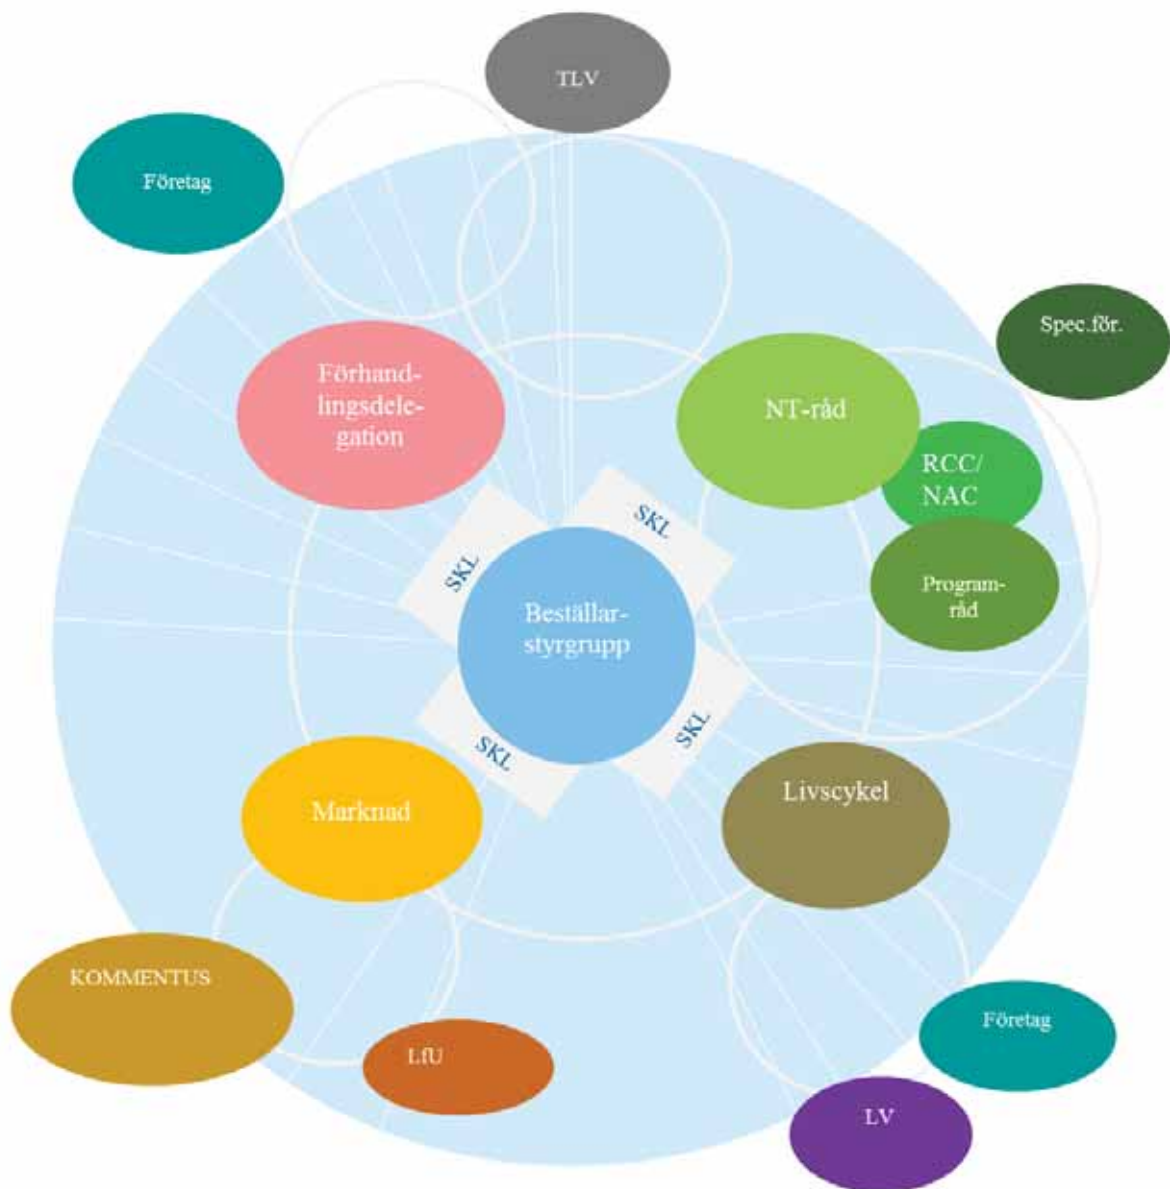 TLV
Företag
Spec.för.
Förhand-
lingsdele-
gation
NT-råd
RCC/
NAC
SKL
SKL
Program-
råd
Beställar-
styrgrupp
SKL
SKL
Marknad
Livscykel
KOMMENTUS
LfU
Företag
LV